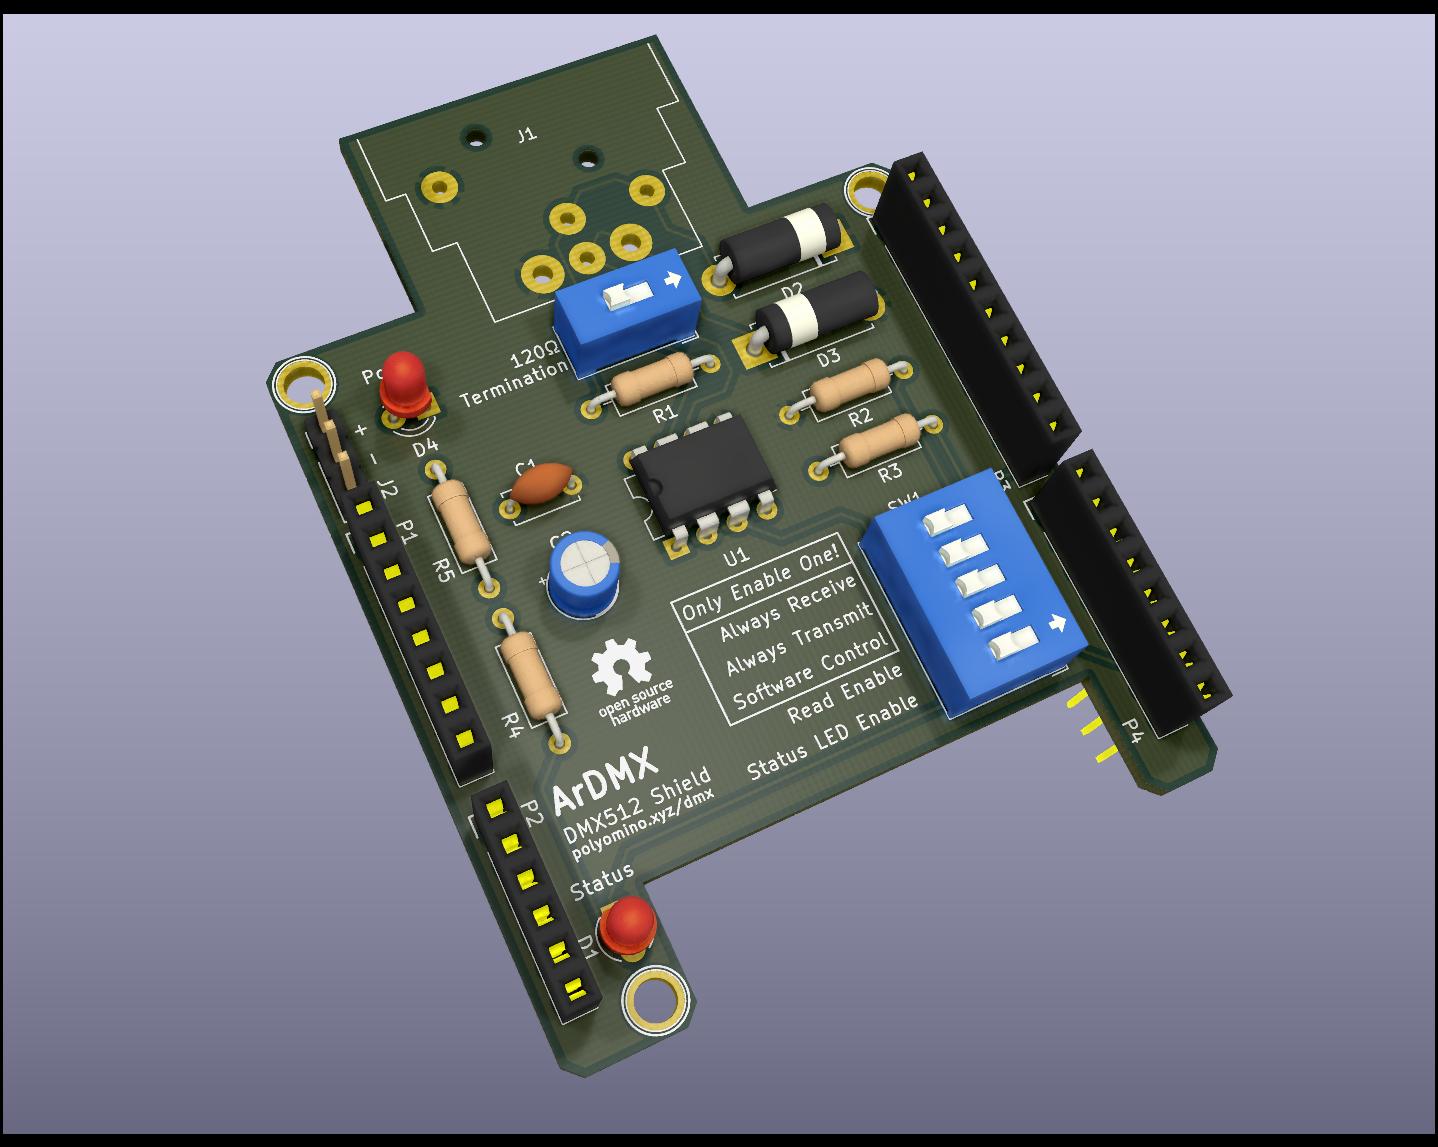 J1
D2
D3
120Ω
Termination
R1
R2
R3
D4
+
-
J2
P1
C1
R5
+
U1
SW1
Only Enable One!
Always Receive
Always Transmit
Software Control
Read Enable
Status LED Enable
open source
hardware
R4
P4
ArDMX
DMX512 Shield
polyomino.xyz/dmx
P2
Status
D1